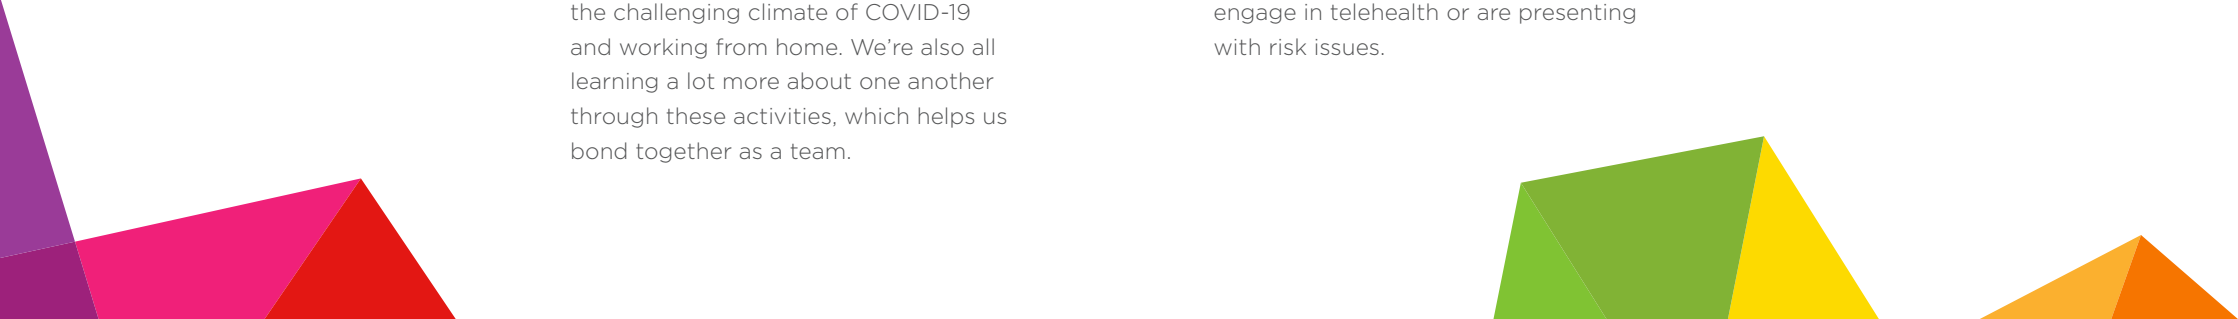 the challenging climate of COVID-19
and working from home. We’re also all
learning a lot more about one another
through these activities, which helps us
bond together as a team.
engage in telehealth or are presenting
with risk issues.